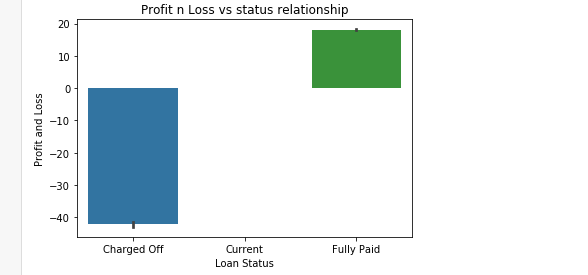 Profit n Loss vs status relationship
20
10
0
−10
−20
−30
−40
Profit and Loss
Charged Off
Current
Fully Paid
Loan Status